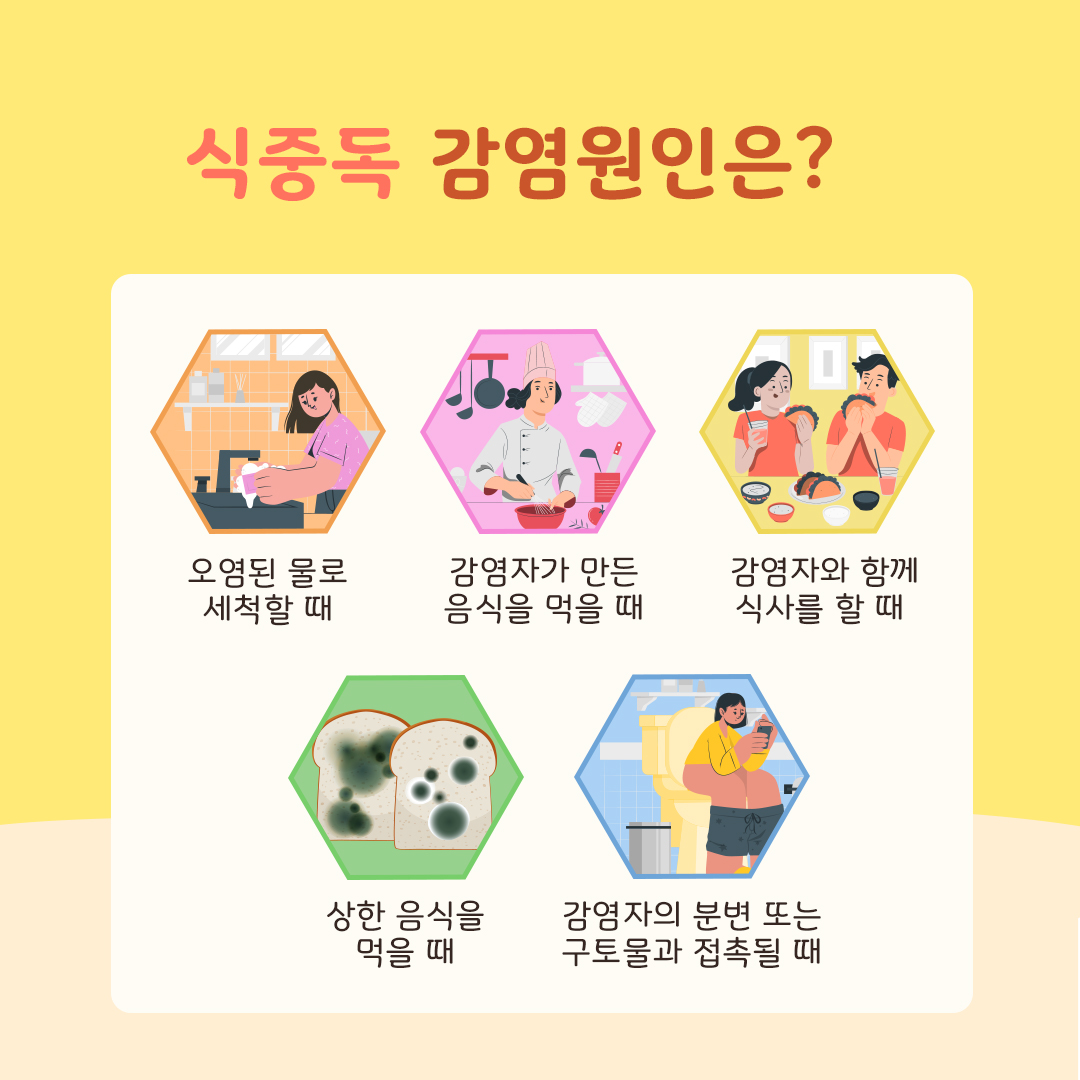 식중독 감염원인은?
오염된 물로
세척할 때
감염자가 만든
음식을 먹을 때
감염자와 함께
식사를 할 때
상한 음식을
먹을 때
감염자의 분변 또는
구토물과 접촉될 때